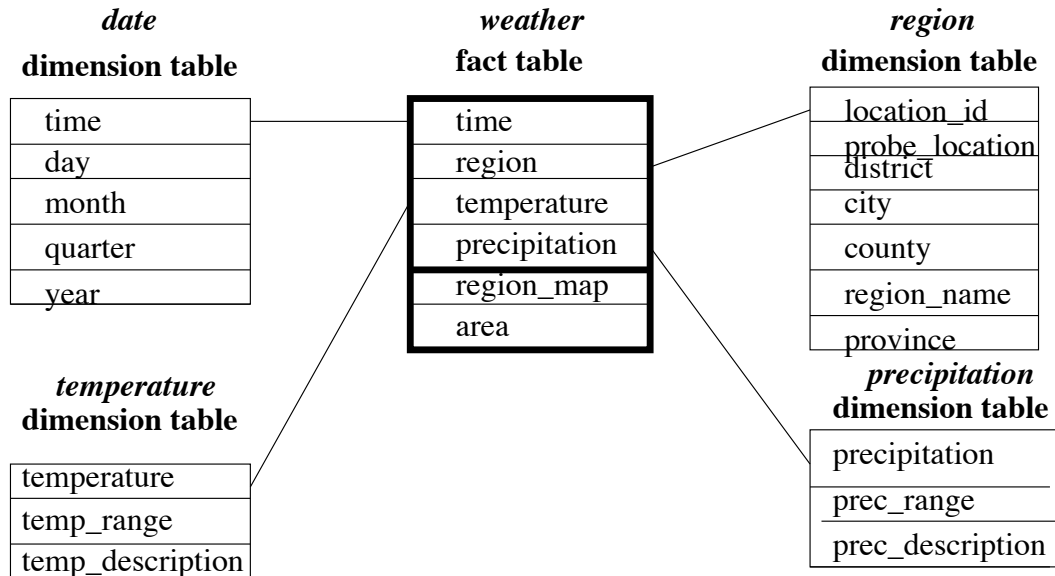 date
dimension table
time
day
month
quarter
year
weather
fact table
time
region
temperature
precipitation
region_map
area
region
dimension table
location_id
probe_location
district
city
county
region_name
province
temperature
dimension table
temperature
temp_range
temp_description
precipitation
dimension table
precipitation
prec_range
prec_description